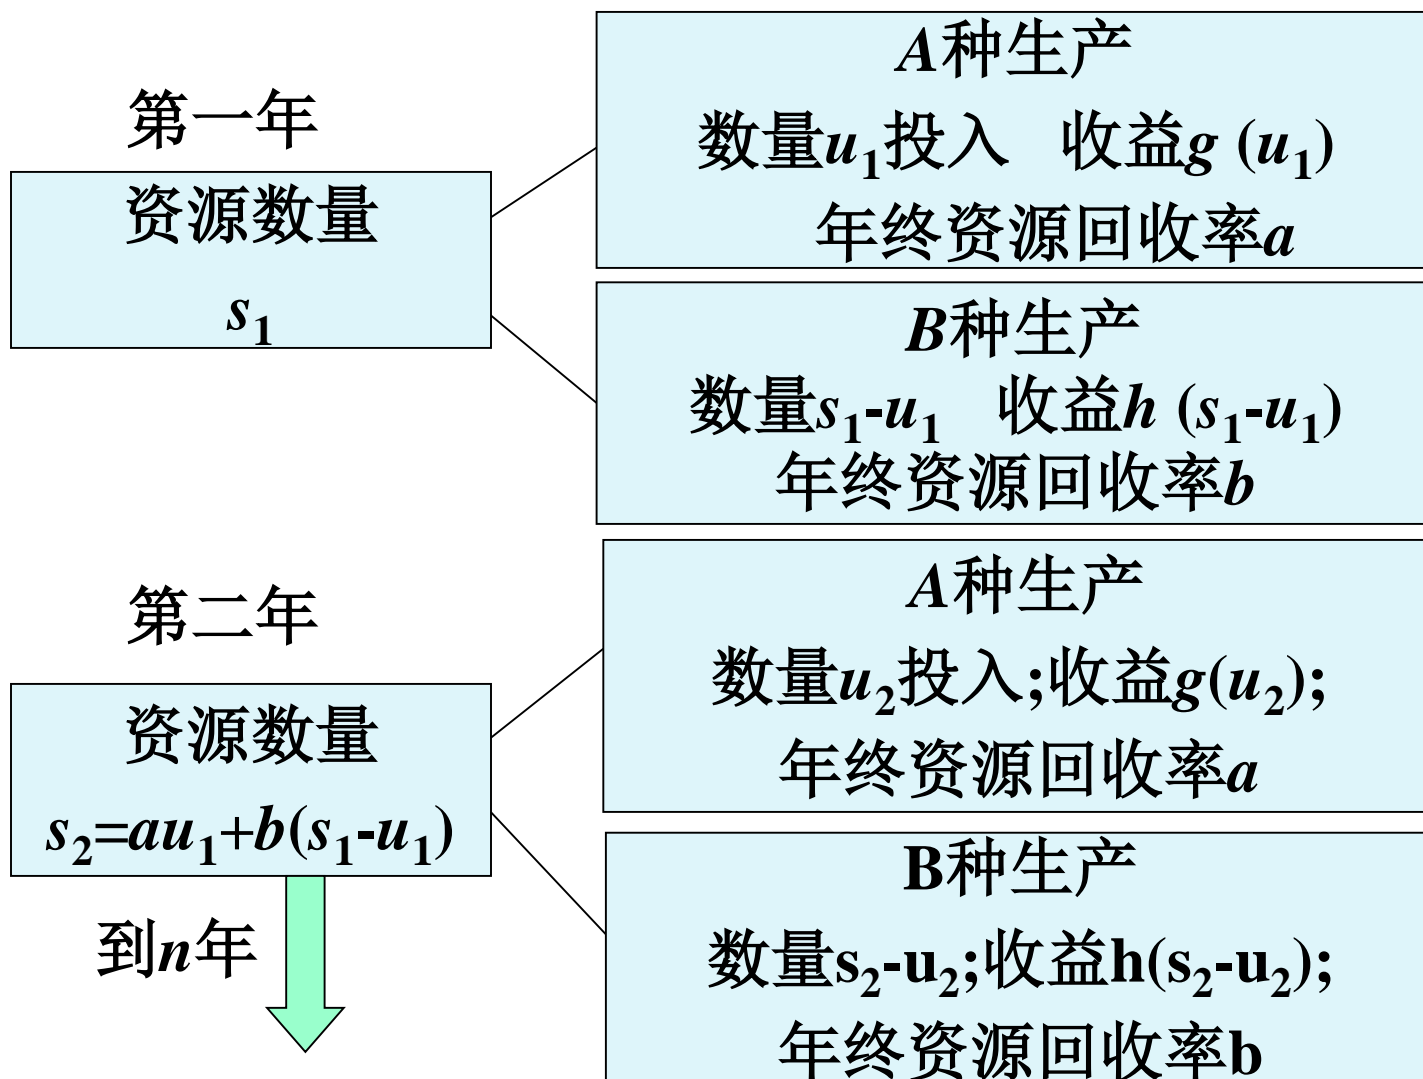 第一年
资源数量
s₁
A种生产
数量u₁投入 收益g (u₁)
年终资源回收率a
B种生产
数量s₁-u₁ 收益h (s₁-u₁)
年终资源回收率b
第二年
资源数量
s₂=au₁+b(s₁-u₁)
A种生产
数量u₂投入;收益g(u₂);
年终资源回收率a
B种生产
数量s₂-u₂;收益h(s₂-u₂);
年终资源回收率b
到n年